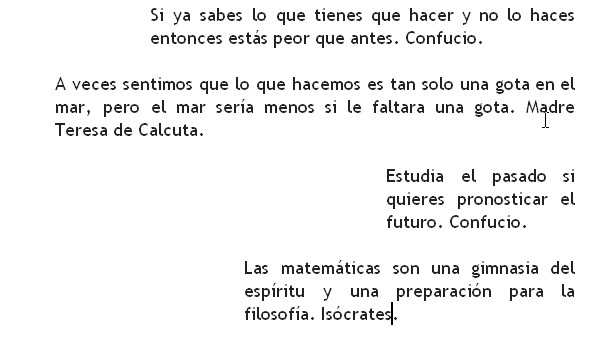 Si ya sabes lo que tienes que hacer y no lo haces
entonces estás peor que antes. Confucio.
A veces sentimos que lo que hacemos es tan solo una gota en el
mar, pero el mar sería menos si le faltara una gota. Madre
Teresa de Calcuta.
Estudia el pasado si
quieres pronosticar el
futuro. Confucio.
Las matemáticas son una gimnasia del
espíritu y una preparación para la
filosofía. Isócrates.